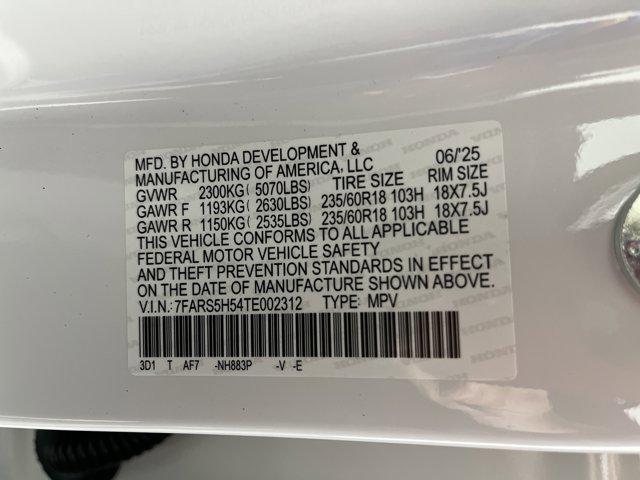 MFD. BY HONDA DEVELOPMENT &
MANUFACTURING OF AMERICA, LLC 06/'25
GVWR 2300KG( 5070LBS) TIRE SIZE RIM SIZE
GAWR F 1193KG( 2630LBS) 235/60R18 103H 18X7.5J
GAWR R 1150KG( 2535LBS) 235/60R18 103H 18X7.5J
THIS VEHICLE CONFORMS TO ALL APPLICABLE
FEDERAL MOTOR VEHICLE SAFETY
AND THEFT PREVENTION STANDARDS IN EFFECT
ON THE DATE OF MANUFACTURE SHOWN ABOVE.
V.I.N.: 7FARS5H54TE002312 TYPE: MPV
3D1 T AF7 -NH883P -V -E